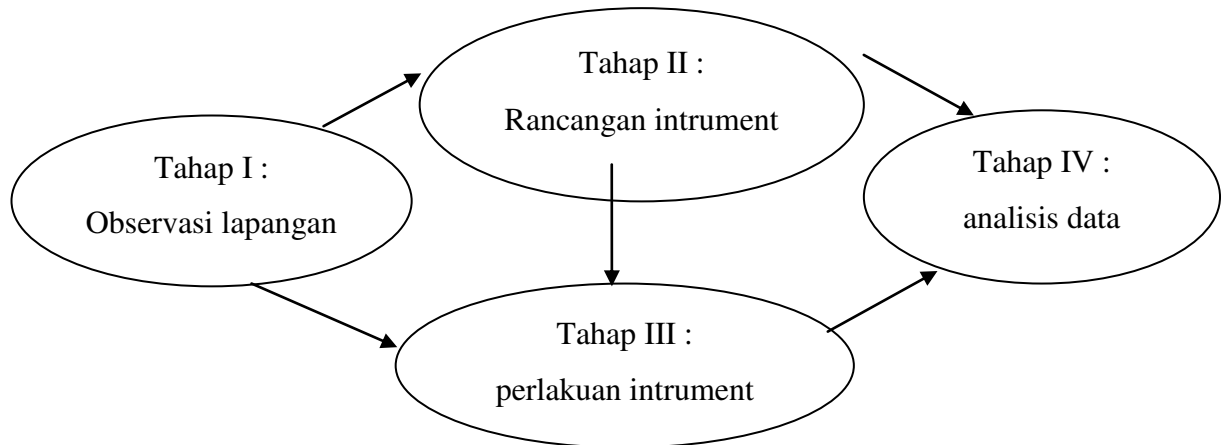 Tahap I :
Observasi lapangan
Tahap II :
Rancangan intrument
Tahap III :
perlakuan intrument
Tahap IV :
analisis data